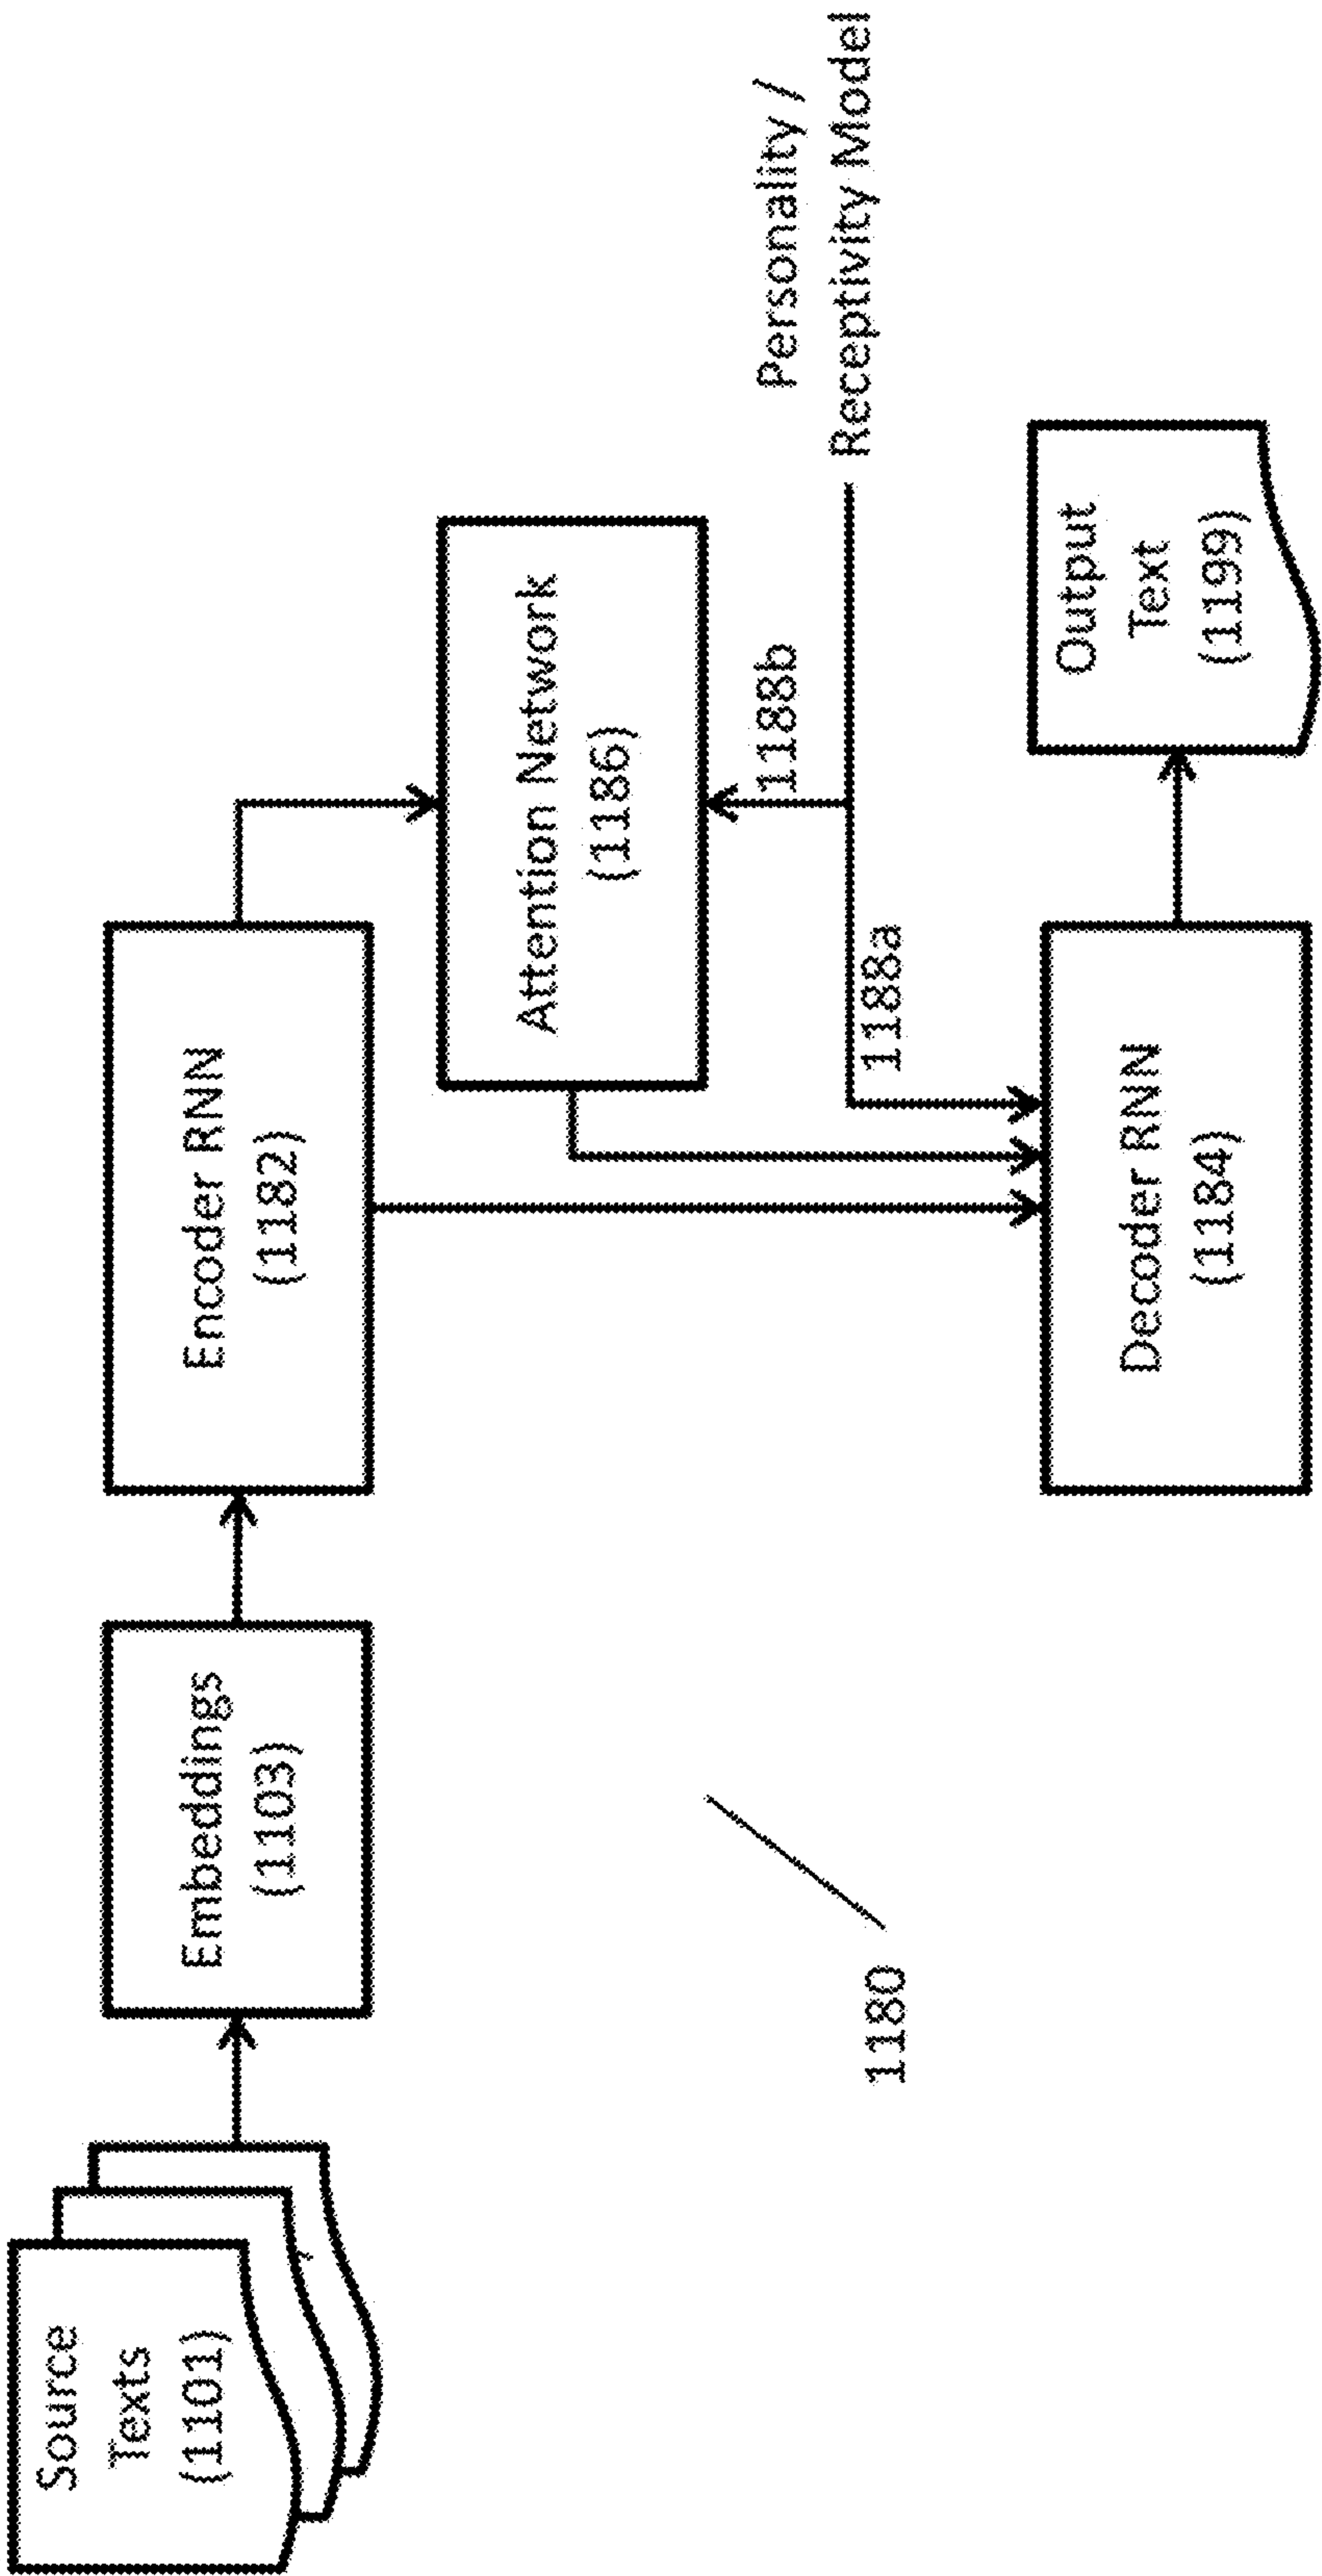 Source
Texts
(1101)
Embeddings
(1103)
Encoder RNN
(1182)
Attention Network
(1186)
1188b
Personality /
Receptivity Model
1188a
1180
Decoder RNN
(1184)
Output
Text
(1199)